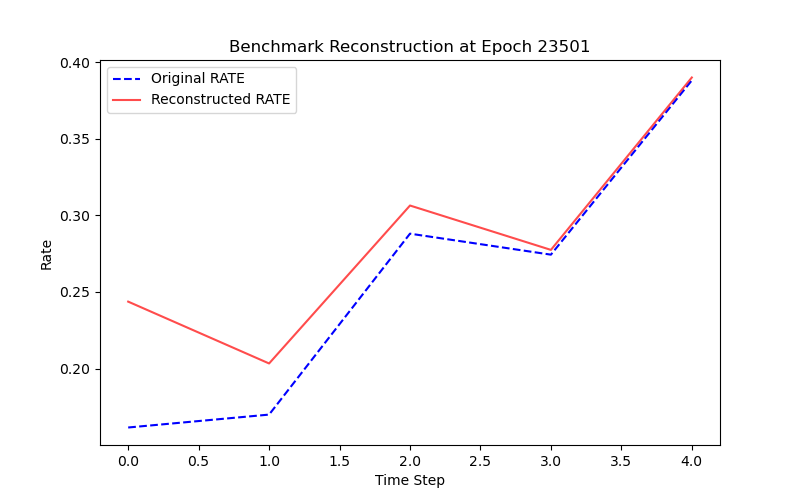 Benchmark Reconstruction at Epoch 23501
Original RATE
Reconstructed RATE
Rate
0.40
0.35
0.30
0.25
0.20
0.0 0.5 1.0 1.5 2.0 2.5 3.0 3.5 4.0
Time Step